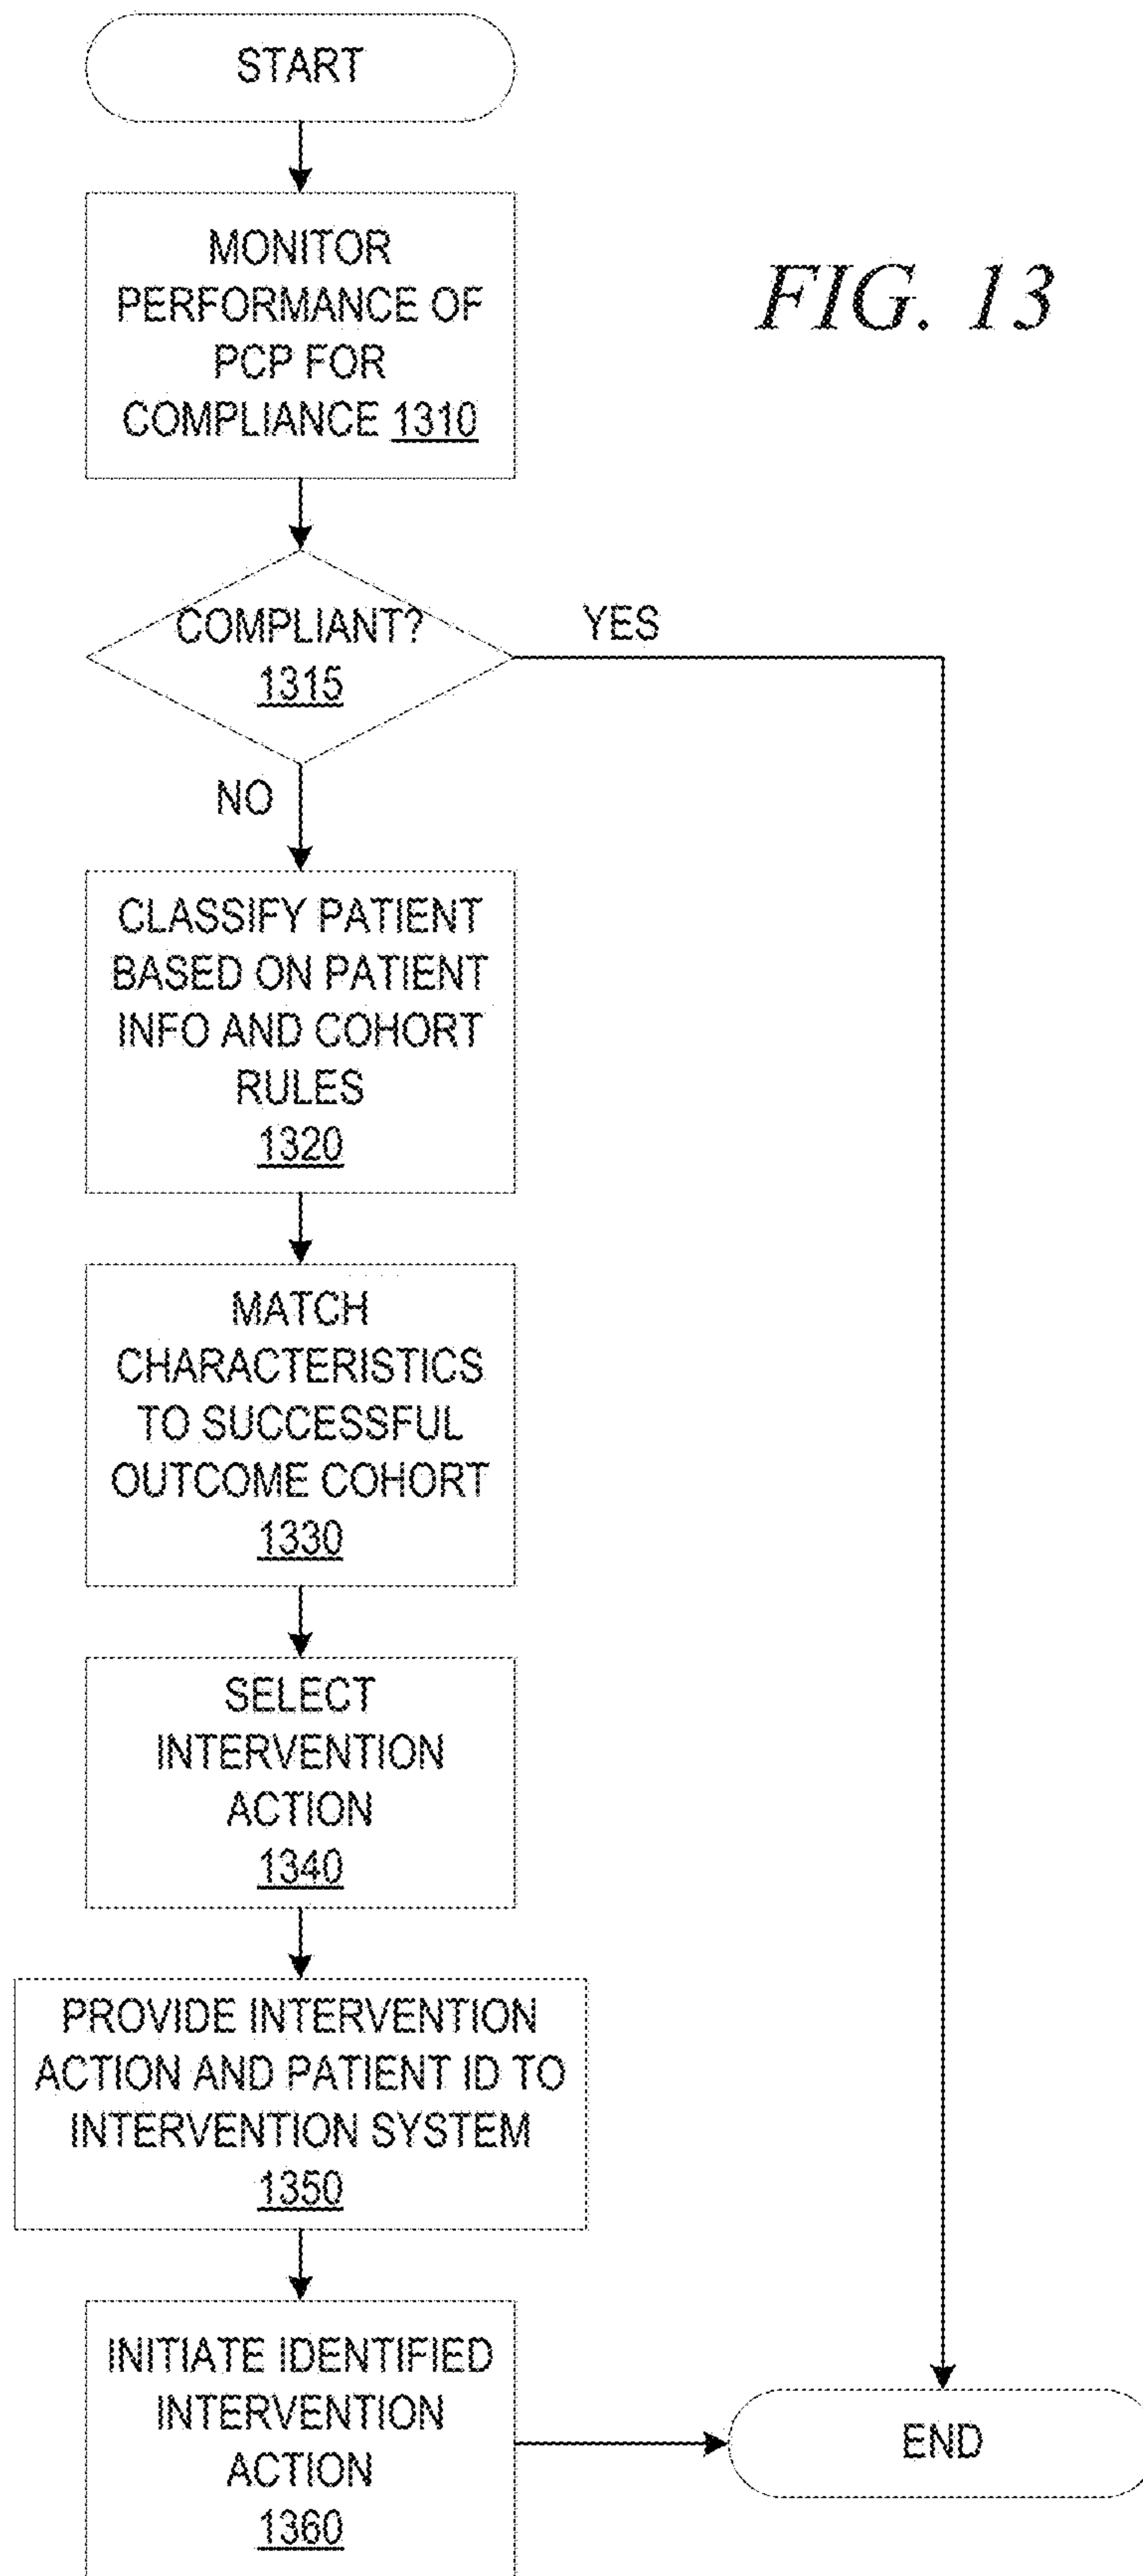 START
MONITOR
PERFORMANCE OF
PCP FOR
COMPLIANCE 1310
FIG. 13
COMPLIANT?
1315
YES
NO
CLASSIFY PATIENT
BASED ON PATIENT
INFO AND COHORT
RULES
1320
MATCH
CHARACTERISTICS
TO SUCCESSFUL
OUTCOME COHORT
1330
SELECT
INTERVENTION
ACTION
1340
PROVIDE INTERVENTION
ACTION AND PATIENT ID TO
INTERVENTION SYSTEM
1350
INITIATE IDENTIFIED
INTERVENTION
ACTION
1360
END